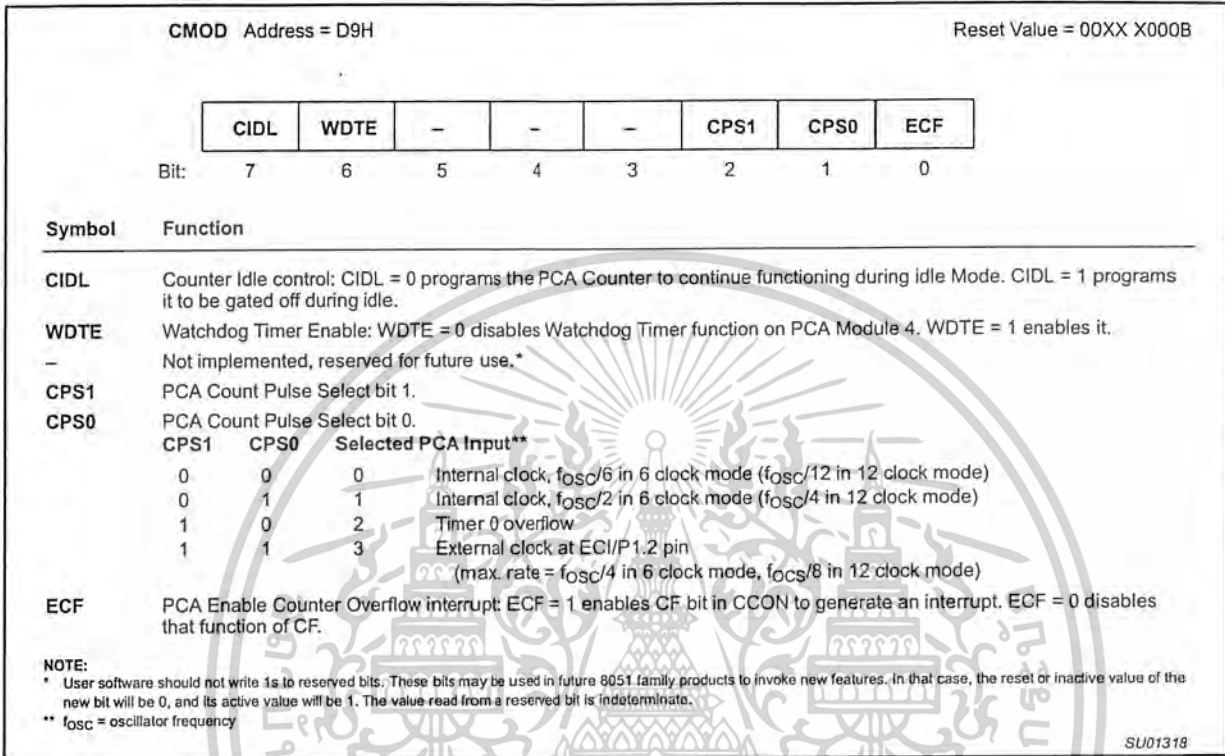 CMOD Address = D9H Reset Value = 00XX X000B
CIDL WDTE – – – CPS1 CPS0 ECF
Bit: 7 6 5 4 3 2 1 0
Symbol Function
CIDL Counter Idle control: CIDL = 0 programs the PCA Counter to continue functioning during idle Mode. CIDL = 1 programs
it to be gated off during idle.
WDTE Watchdog Timer Enable: WDTE = 0 disables Watchdog Timer function on PCA Module 4. WDTE = 1 enables it.
– Not implemented, reserved for future use.*
CPS1 PCA Count Pulse Select bit 1.
CPS0 PCA Count Pulse Select bit 0.
CPS1 CPS0 Selected PCA Input**
0 0 0 Internal clock, fOSC/6 in 6 clock mode (fOSC/12 in 12 clock mode)
0 1 1 Internal clock, fOSC/2 in 6 clock mode (fOSC/4 in 12 clock mode)
1 0 2 Timer 0 overflow
1 1 3 External clock at ECI/P1.2 pin
(max. rate = fOSC/4 in 6 clock mode, fOCS/8 in 12 clock mode)
ECF PCA Enable Counter Overflow interrupt: ECF = 1 enables CF bit in CCON to generate an interrupt. ECF = 0 disables
that function of CF.
NOTE:
* User software should not write 1s to reserved bits. These bits may be used in future 8051 family products to invoke new features. In that case, the reset or inactive value of the
new bit will be 0, and its active value will be 1. The value read from a reserved bit is indeterminate.
** fOSC = oscillator frequency
SU01318